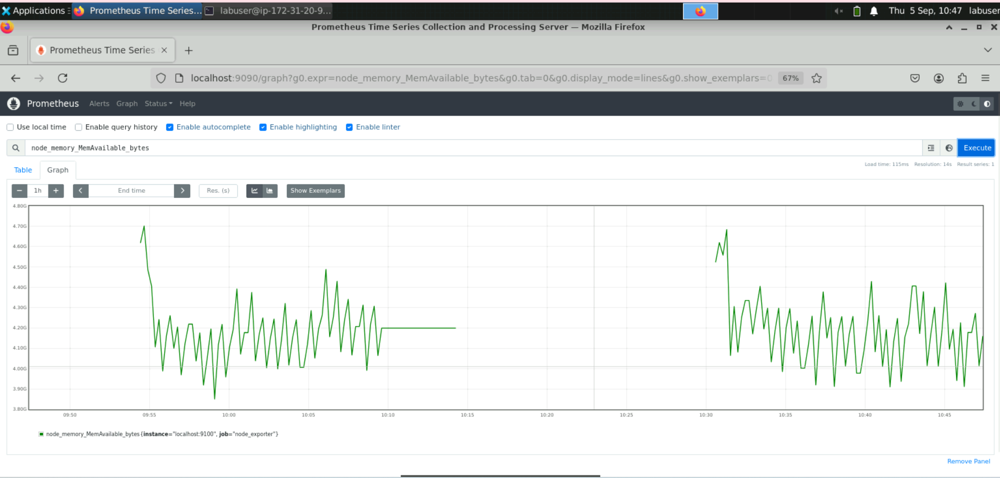 Applications Prometheus Time Series... labuser@ip-172-31-20-9... Thu 5 Sep, 10:47 labuser
Prometheus Time Series Collection and Processing Server — Mozilla Firefox
Prometheus Time Series
localhost:9090/graph?g0.expr=node_memory_MemAvailable_bytes&g0.tab=0&g0.display_mode=lines&g0.show_exemplars=0 67%
Prometheus Alerts Graph Status Help
Use local time Enable query history Enable autocomplete Enable highlighting Enable linter
node_memory_MemAvailable_bytes Execute
Table Graph Load time: 115ms Resolution: 14s Result series: 1
1h End time Res. (s) Show Exemplars
4.80G
4.70G
4.60G
4.50G
4.40G
4.30G
4.20G
4.10G
4.00G
3.90G
3.80G
09:50 09:55 10:00 10:05 10:10 10:15 10:20 10:25 10:30 10:35 10:40 10:45
node_memory_MemAvailable_bytes{instance="localhost:9100", job="node_exporter"}
Remove Panel